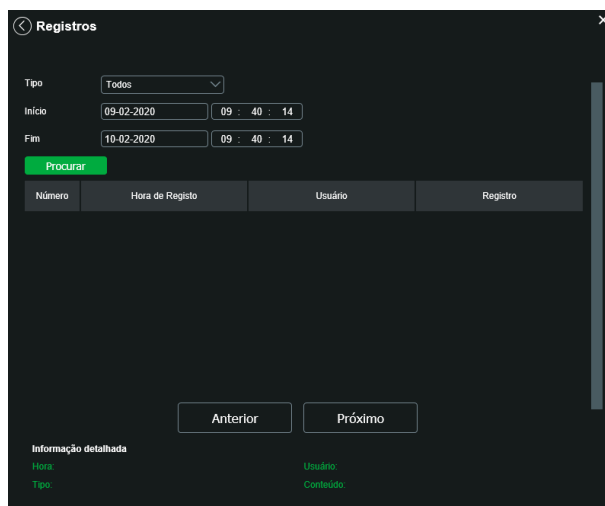 Registros
Tipo Todos
Início 09-02-2020 09 : 40 : 14
Fim 10-02-2020 09 : 40 : 14
Procurar
Número Hora de Registo Usuário Registro
Anterior Próximo
Informação detalhada
Hora: Usuário:
Tipo: Conteúdo: